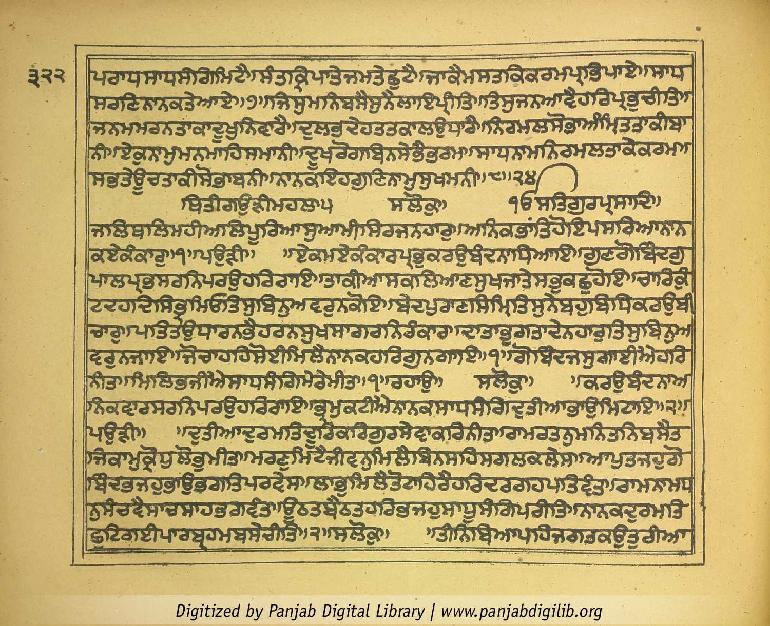 ੩੨੨
ਪਰਾਧਸਾਧਸੰਗਿਮਿਟੈ॥ਸੰਤਕ੍ਰਿਪਾਤੇਜਮਤੇਛੁਟੈ॥ਜਾਕੈਮਸਤਕਿਕਰਮਪ੍ਰਭਿਪਾਏ॥ਸਾਧ
ਸਰਣਿਨਾਨਕਤੇਆਏ॥੭॥ਜਿਸੁਮਨਿਬਸੈਸੁਨੈਲਾਇਪ੍ਰੀਤਿ॥ਤਿਸੁਜਨਆਵੈਹਰਿਪ੍ਰਭੁਚੀਤਿ॥
ਜਨਮਮਰਨਤਾਕਾਦੂਖੁਨਿਵਾਰੈ॥ਦੁਲਭਦੇਹਤਤਕਾਲਉਧਾਰੈ॥ਨਿਰਮਲਸੋਭਾਅੰਮ੍ਰਿਤਤਾਕੀਬਾ
ਨੀ॥ਏਕੁਨਾਮੁਮਨਮਾਹਿਸਮਾਨੀ॥ਦੂਖਰੋਗਬਿਨਸੇਭੈਭਰਮ॥ਸਾਧਨਾਮਨਿਰਮਲਤਾਕੇਕਰਮ॥
ਸਭਤੇਊਚਤਾਕੀਸੋਭਾਬਨੀ॥ਨਾਨਕਇਹਗੁਣਿਨਾਮੁਸੁਖਮਨੀ॥੮॥੨੪॥
ਥਿਤੀਗਉੜੀਮਹਲਾ੫ ਸਲੋਕੁ॥ ੴਸਤਿਗੁਰਪ੍ਰਸਾਦਿ॥
ਜਲਿਥਲਿਮਹੀਅਲਿਪੂਰਿਆਸੁਆਮੀਸਿਰਜਨਹਾਰੁ॥ਅਨਿਕਭਾਂਤਿਹੋਇਪਸਰਿਆਨਾਨ
ਕਏਕੰਕਾਰੁ॥੧॥ਪਉੜੀ॥ ॥ਏਕਮਏਕੰਕਾਰੁਪ੍ਰਭੁਕਰਉਬੰਦਨਾਧਿਆਇ॥ਗੁਣਗੋਬਿੰਦਗੁ
ਪਾਲਪ੍ਰਭਸਰਨਿਪਰਉਹਰਿਰਾਇ॥ਤਾਕੀਆਸਕਲਿਆਣਸੁਖਜਾਤੇਸਭੁਕਛੁਹੋਇ॥ਚਾਰਿਕੁੰ
ਟਦਹਦਿਸਿਭ੍ਰਮਿਓਤਿਸੁਬਿਨੁਅਵਰੁਨਕੋਇ॥ਬੇਦਪੁਰਾਣਸਿਮ੍ਰਿਤਿਸੁਨੇਬਹੁਬਿਧਿਕਰਉਬੀ
ਚਾਰੁ॥ਪਤਿਤਉਧਾਰਨਭੈਹਰਨਸੁਖਸਾਗਰਨਿਰੰਕਾਰ॥ਦਾਤਾਭੁਗਤਾਦੇਨਹਾਰੁਤਿਸੁਬਿਨੁਅ
ਵਰੁਨਜਾਇ॥ਜੋਚਾਹਹਿਸੋਈਮਿਲੈਨਾਨਕਹਰਿਗੁਨਗਾਇ॥੧॥ਗੋਬਿੰਦਜਸੁਗਾਈਐਹਰਿ
ਨੀਤ॥ਮਿਲਿਭਜੀਐਸਾਧਸੰਗਿਮੇਰੇਮੀਤ॥੧॥ਰਹਾਉ॥ ਸਲੋਕੁ॥ ॥ਕਰਉਬੰਦਨਾਅ
ਨਿਕਵਾਰਸਰਨਿਪਰਉਹਰਿਰਾਇ॥ਭ੍ਰਮੁਕਟੀਐਨਾਨਕਸਾਧਸੰਗਿਦੁਤੀਆਭਾਉਮਿਟਾਇ॥੨॥
ਪਉੜੀ॥ ॥ਦੁਤੀਆਦੁਰਮਤਿਦੂਰਿਕਰਿਗੁਰਸੇਵਾਕਰਿਨੀਤ॥ਰਾਮਰਤਨੁਮਨਿਤਨਿਬਸੈਤ
ਜਿਕਾਮੁਕ੍ਰੋਧੁਲੋਭੁਮੀਤ॥ਮਰਣੁਮਿਟੈਜੀਵਨੁਮਿਲੈਬਿਨਸਹਿਸਗਲਕਲੇਸ॥ਆਪੁਤਜਹੁਗੋ
ਬਿੰਦਭਜਹੁਭਾਉਭਗਤਿਪਰਵੇਸ॥ਲਾਭੁਮਿਲੈਤੋਟਾਹਿਰੈਹਰਿਦਰਗਹਪਤਿਵੰਤ॥ਰਾਮਨਾਮਧ
ਨੁਸੰਚਵੈਸਾਚਸਾਹਭਗਵੰਤ॥ਊਠਤਬੈਠਤਹਰਿਭਜਹੁਸਾਧੂਸੰਗਿਪਰੀਤਿ॥ਨਾਨਕਦੁਰਮਤਿ
ਛੁਟਿਗਈਪਾਰਬ੍ਰਹਮਬਸੇਚੀਤਿ॥੨॥ਸਲੋਕੁ॥ ॥ਤੀਨਿਬਿਆਪਹਿਜਗਤਕਉਤੁਰੀਆ
Digitized by Panjab Digital Library | www.panjabdigilib.org